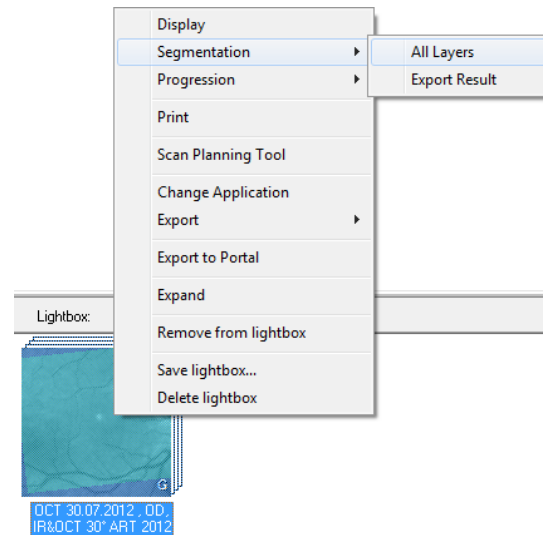 Display
Segmentation
All Layers
Progression
Export Result
Print
Scan Planning Tool
Change Application
Export
Export to Portal
Expand
Lightbox:
Remove from lightbox
Save lightbox...
Delete lightbox
G
OCT 30.07.2012 , OD,
IR&OCT 30° ART 2012